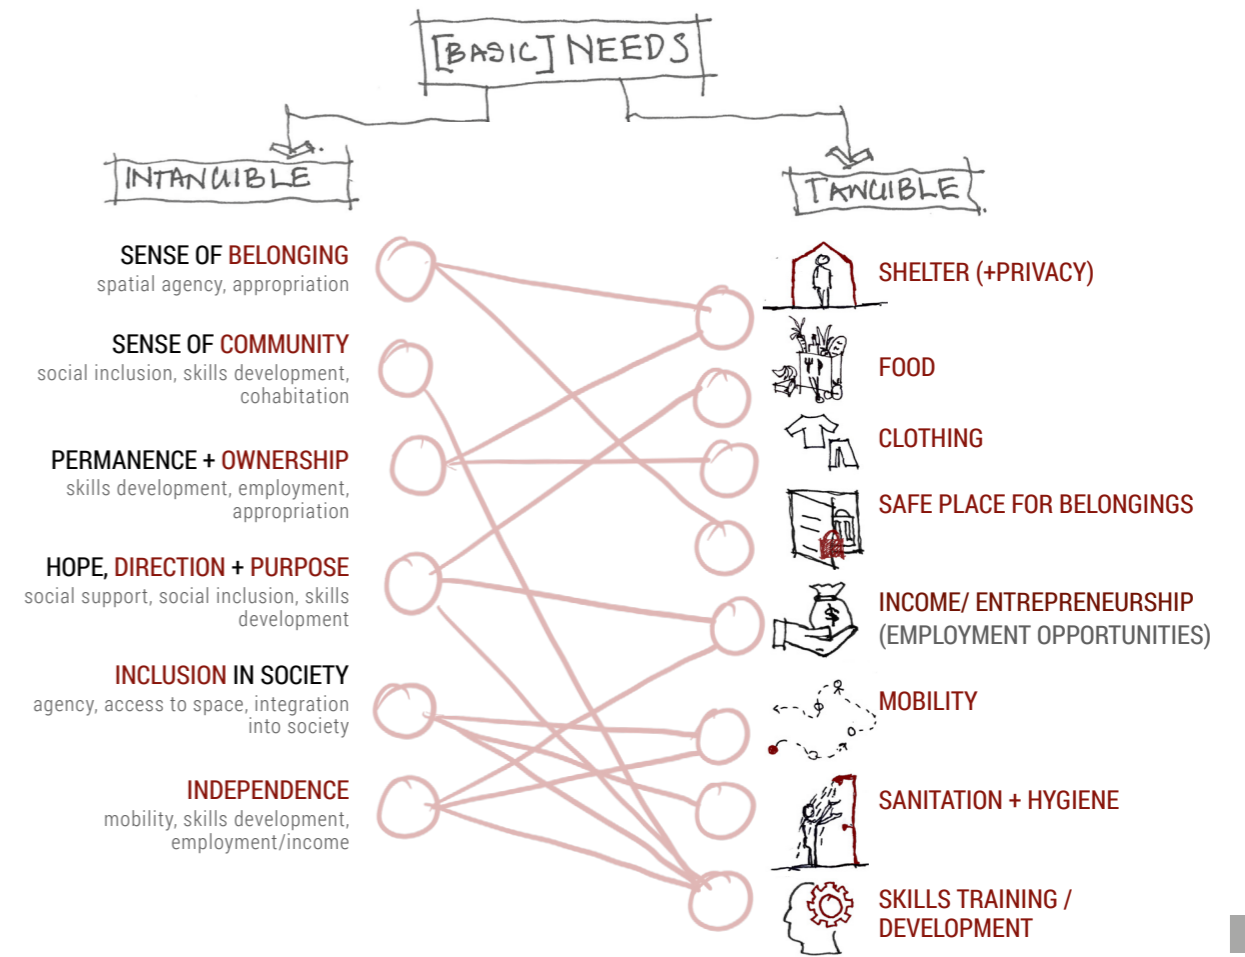 [BASIC] NEEDS
INTANGIBLE
TANGIBLE
SENSE OF BELONGING
spatial agency, appropriation
SENSE OF COMMUNITY
social inclusion, skills development,
cohabitation
PERMANENCE + OWNERSHIP
skills development, employment,
appropriation
HOPE, DIRECTION + PURPOSE
social support, social inclusion, skills
development
INCLUSION IN SOCIETY
agency, access to space, integration
into society
INDEPENDENCE
mobility, skills development,
employment/income
SHELTER (+PRIVACY)
FOOD
CLOTHING
SAFE PLACE FOR BELONGINGS
$
INCOME/ ENTREPRENEURSHIP
(EMPLOYMENT OPPORTUNITIES)
MOBILITY
SANITATION + HYGIENE
SKILLS TRAINING /
DEVELOPMENT